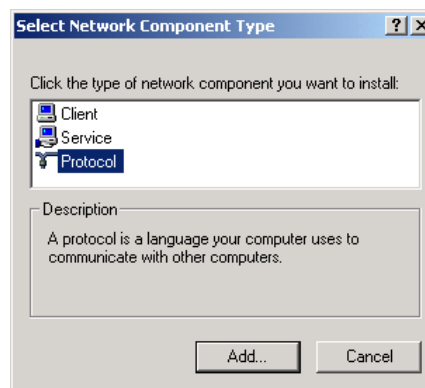 Select Network Component Type
Click the type of network component you want to install:
Client
Service
Protocol
Description
A protocol is a language your computer uses to
communicate with other computers.
Add...
Cancel